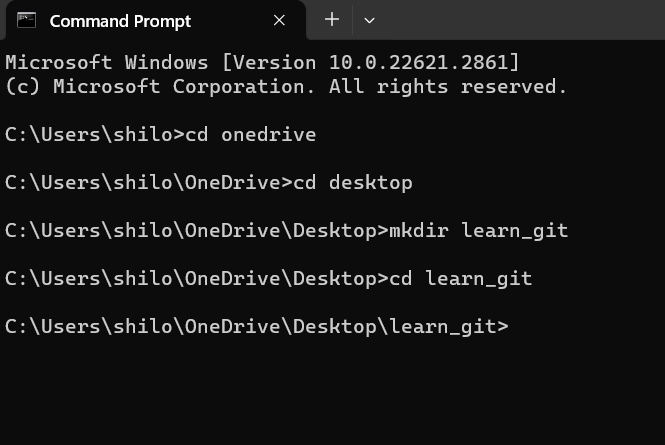 Command Prompt
Microsoft Windows [Version 10.0.22621.2861]
(c) Microsoft Corporation. All rights reserved.
C:\Users\shilo>cd onedrive
C:\Users\shilo\OneDrive>cd desktop
C:\Users\shilo\OneDrive\Desktop>mkdir learn_git
C:\Users\shilo\OneDrive\Desktop>cd learn_git
C:\Users\shilo\OneDrive\Desktop\learn_git>